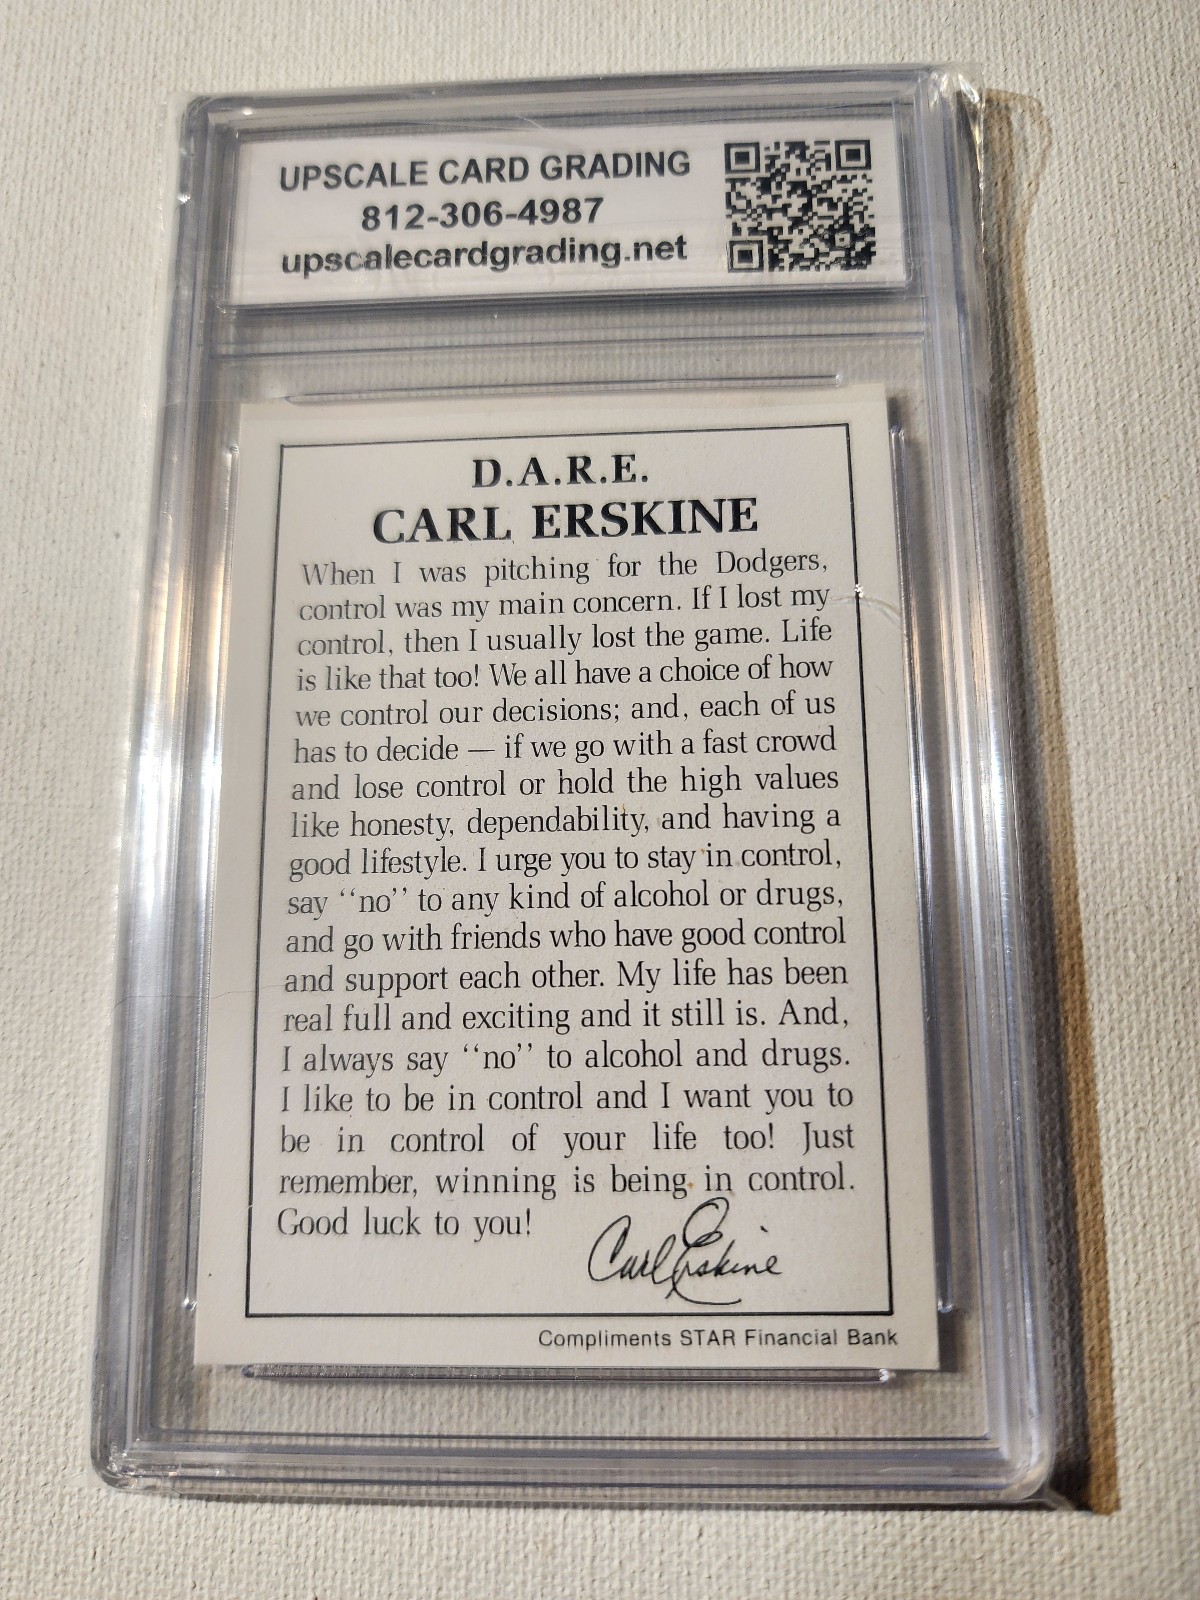 UPSCALE CARD GRADING
812-306-4987
upscalecardgrading.net
D.A.R.E.
CARL ERSKINE
When I was pitching for the Dodgers,
control was my main concern. If I lost my
control, then I usually lost the game. Life
is like that too! We all have a choice of how
we control our decisions; and, each of us
has to decide — if we go with a fast crowd
and lose control or hold the high values
like honesty, dependability, and having a
good lifestyle. I urge you to stay in control,
say ‘‘no’’ to any kind of alcohol or drugs,
and go with friends who have good control
and support each other. My life has been
real full and exciting and it still is. And,
I always say ‘‘no’’ to alcohol and drugs.
I like to be in control and I want you to
be in control of your life too! Just
remember, winning is being in control.
Good luck to you!
Carl Erskine
Compliments STAR Financial Bank